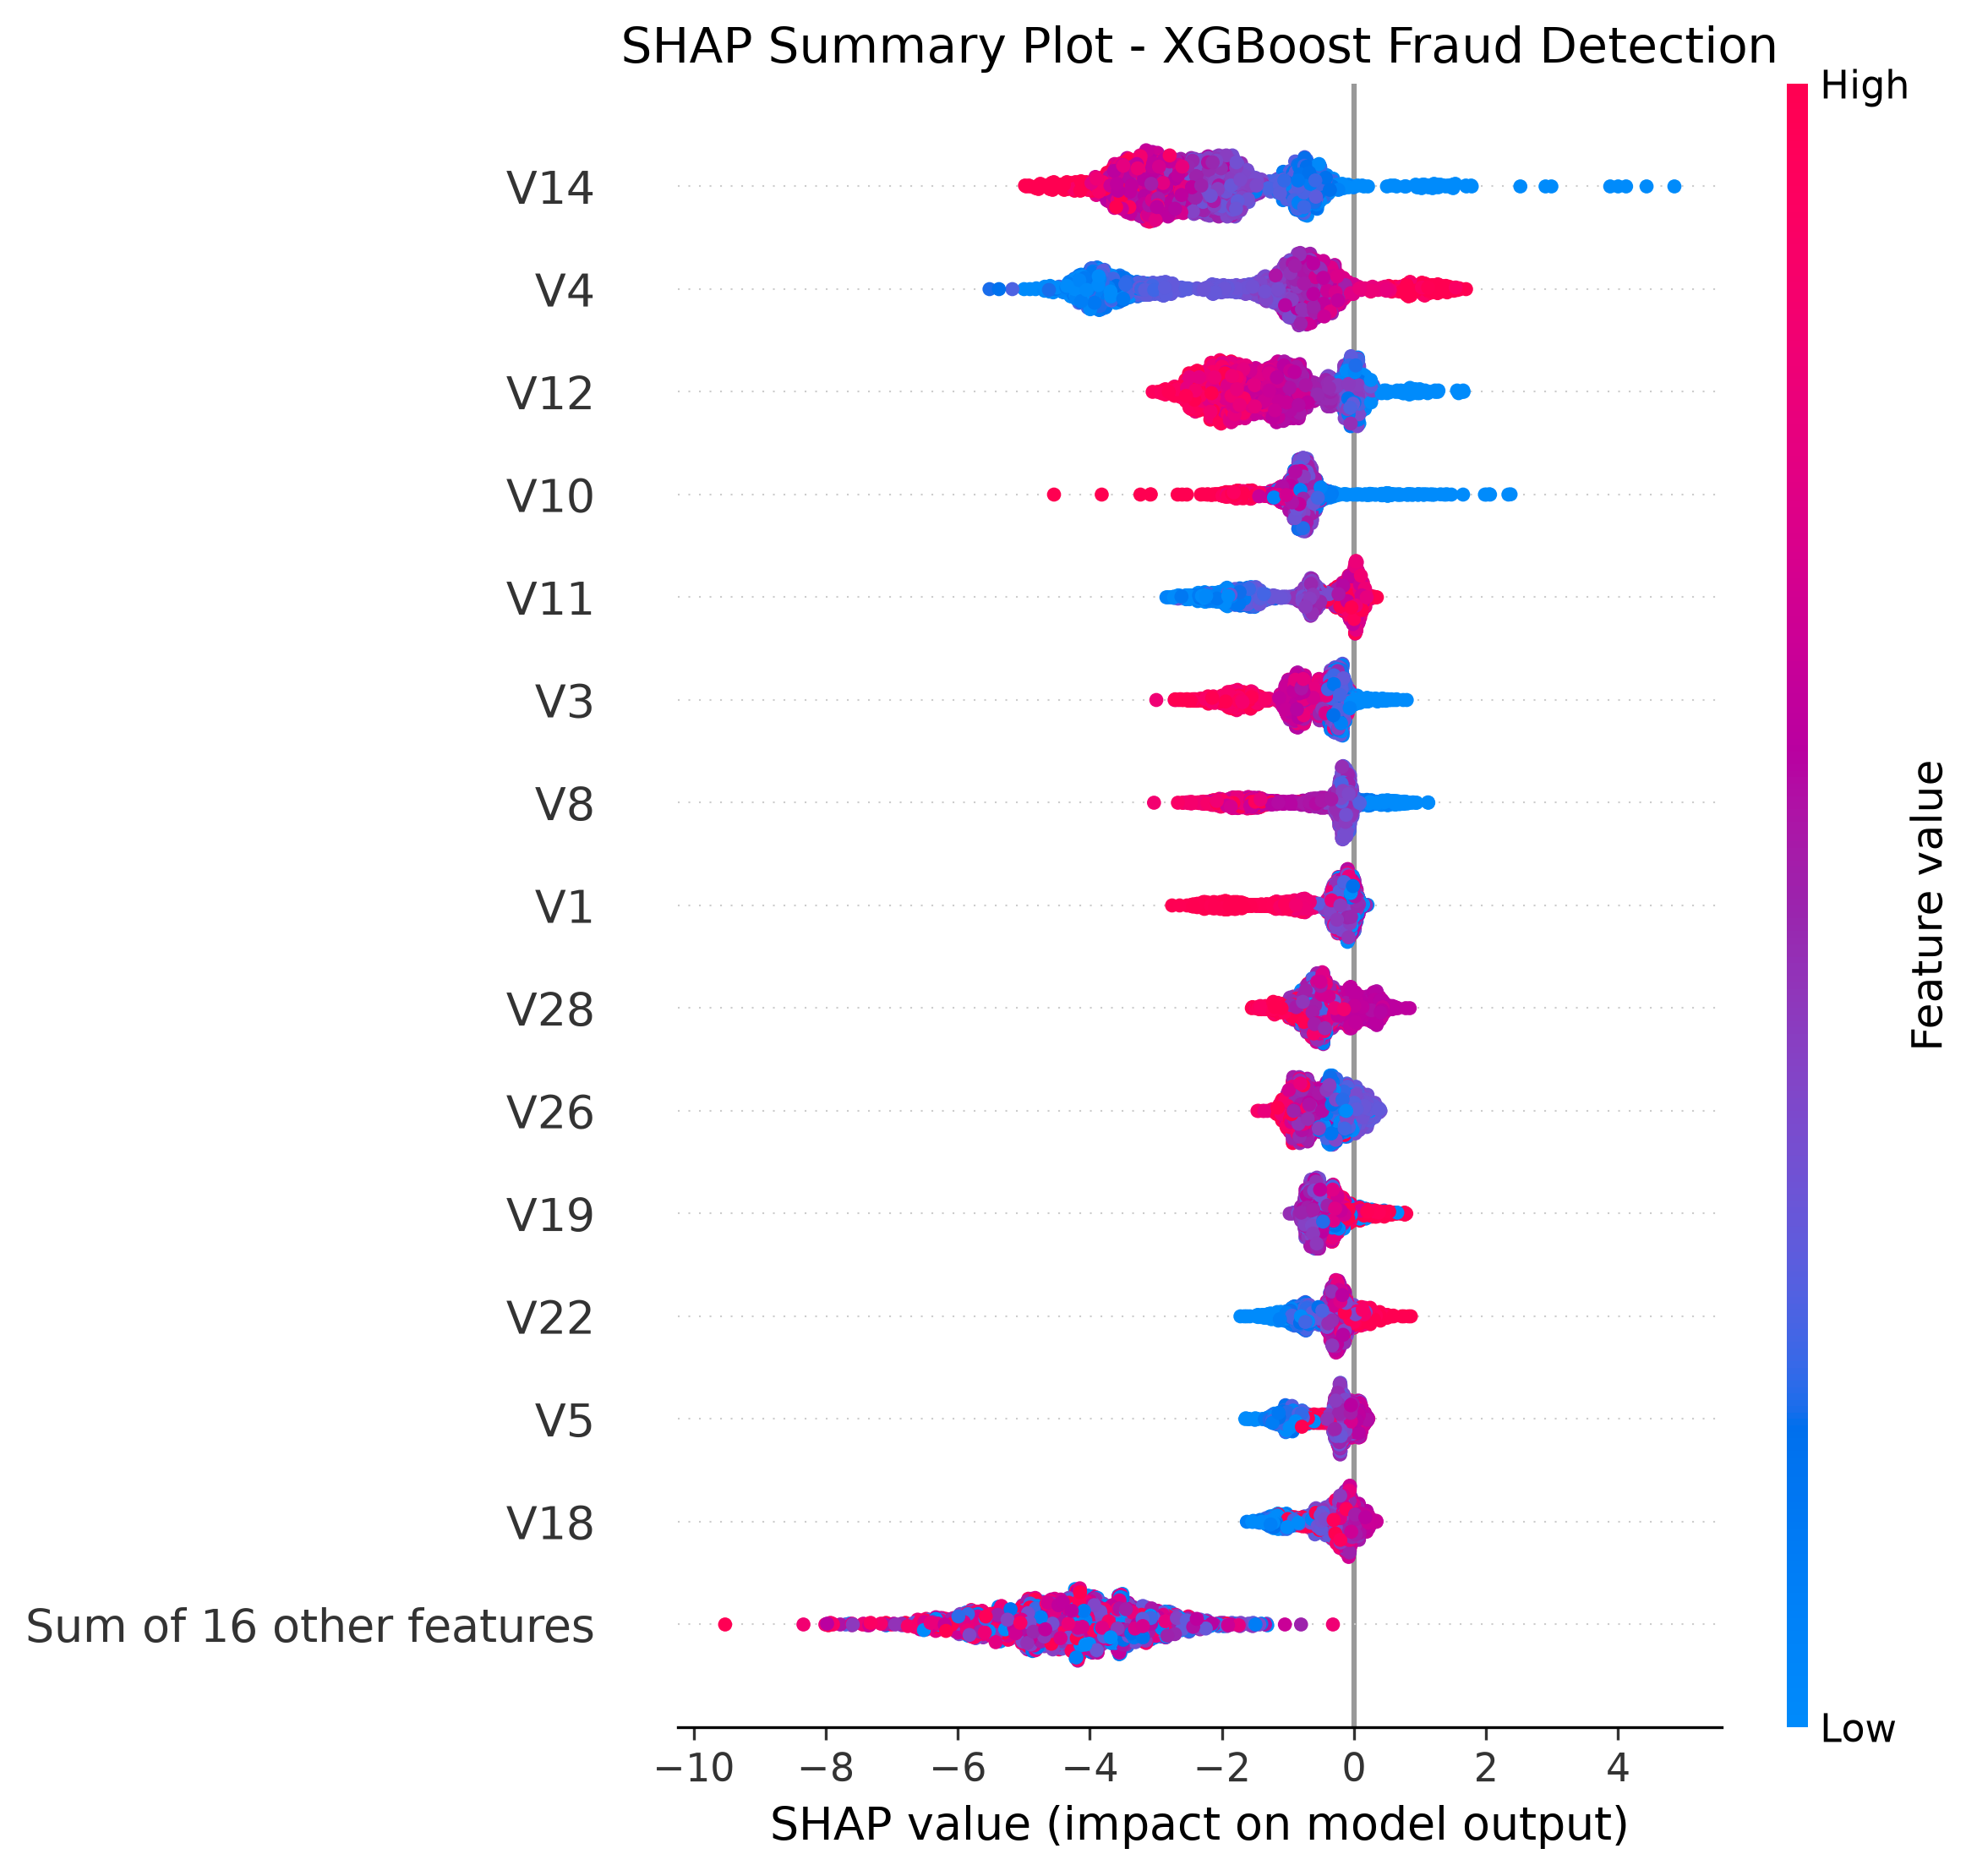 SHAP Summary Plot - XGBoost Fraud Detection
High
V14
V4
V12
V10
V11
V3
V8
V1
V28
V26
V19
V22
V5
V18
Sum of 16 other features
Feature value
Low
−10 −8 −6 −4 −2 0 2 4
SHAP value (impact on model output)